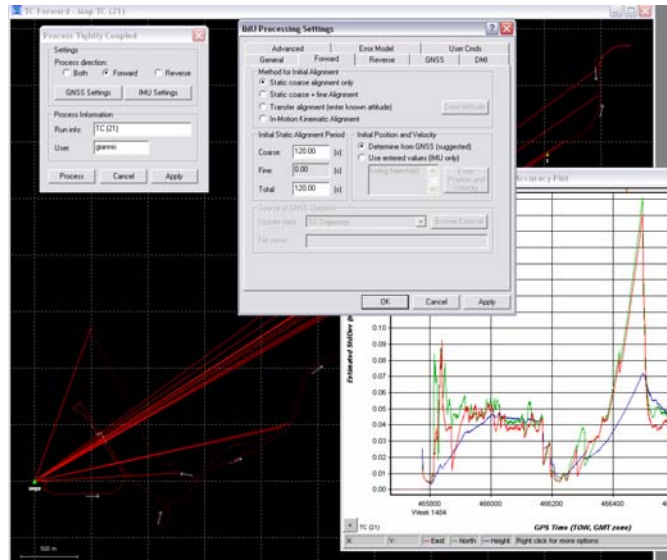 TC Forward - Map TC (21)
Process Tightly Coupled
Settings
Process direction:
Both Forward Reverse
GNSS Settings IMU Settings
Process Information
Run info: TC (21)
User: giannis
Process Cancel Apply
IMU Processing Settings
Advanced Error Model User Cmds
General Forward Reverse GNSS DMI
Method for Initial Alignment
Static coarse alignment only
Static coarse + fine Alignment
Transfer alignment (enter known attitude) Enter Attitude
In-Motion Kinematic Alignment
Initial Static Alignment Period
Coarse: 120.00 (s)
Fine: 0.00 (s)
Total: 120.00 (s)
Initial Position and Velocity
Determine from GNSS (suggested)
Use entered values (IMU only)
Enter Position and Velocity
Source of GNSS Updates
Update data: TC Trajectory Browse External
File name:
OK Cancel Apply
Accuracy Plot
Estimated StdDev
0.10
0.09
0.08
0.07
0.06
0.05
0.04
0.03
0.02
0.01
0.00
465800 466000 466200 466400
Week 1404
TC (21) GPS Time (TOW, GMT zone)
X: Y: East North Height Right click for more options
500 m